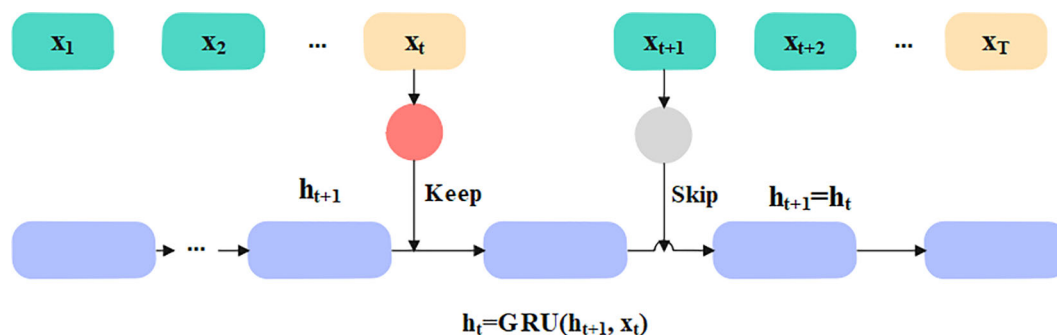 x₁ x₂ ... xₜ xₜ₊₁ xₜ₊₂ ... x_T
hₜ₊₁ Keep Skip hₜ₊₁=hₜ
...
hₜ=GRU(hₜ₊₁, xₜ)